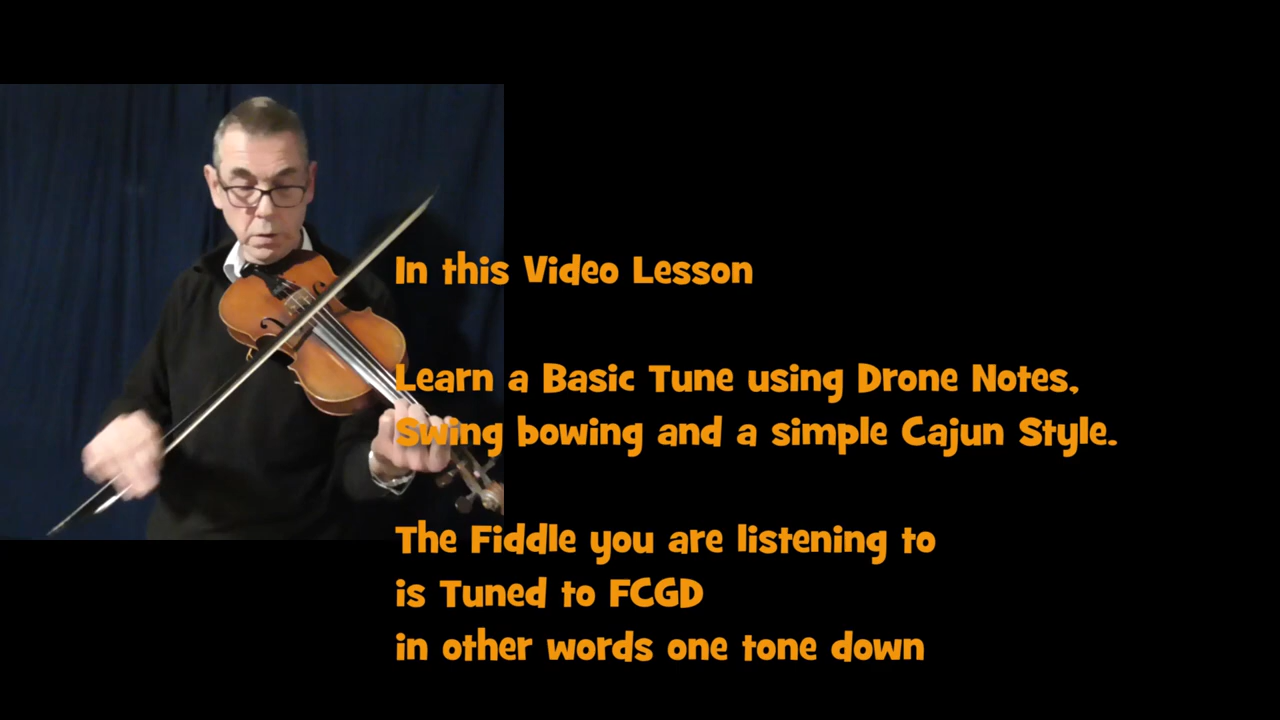 In this Video Lesson
Learn a Basic Tune using Drone Notes,
Swing bowing and a simple Cajun Style.
The Fiddle you are listening to
is Tuned to FCGD
in other words one tone down